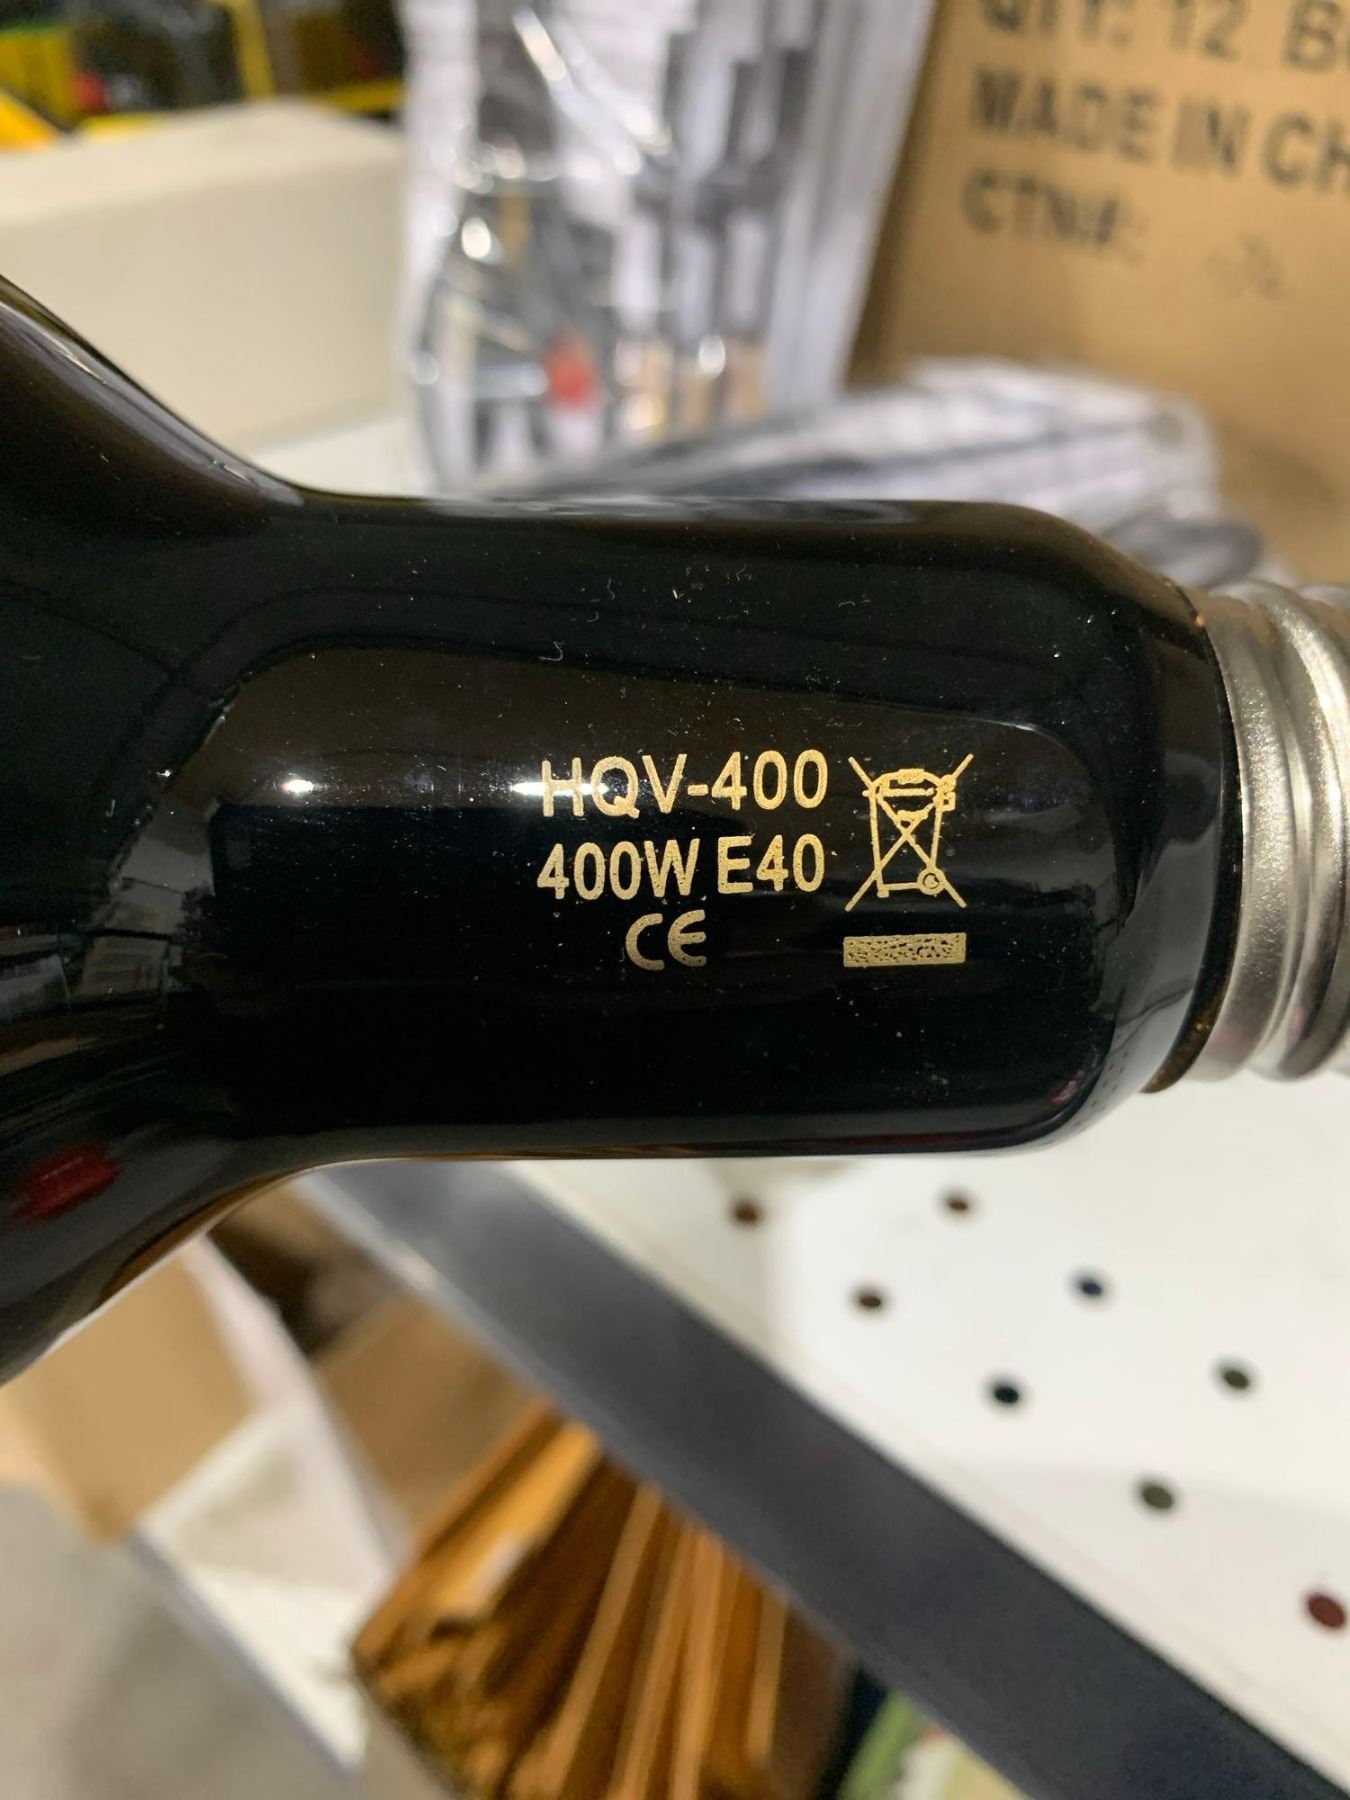 QTY: 12
MADE IN CH
CTN#:
HQV-400
400W E40
CE